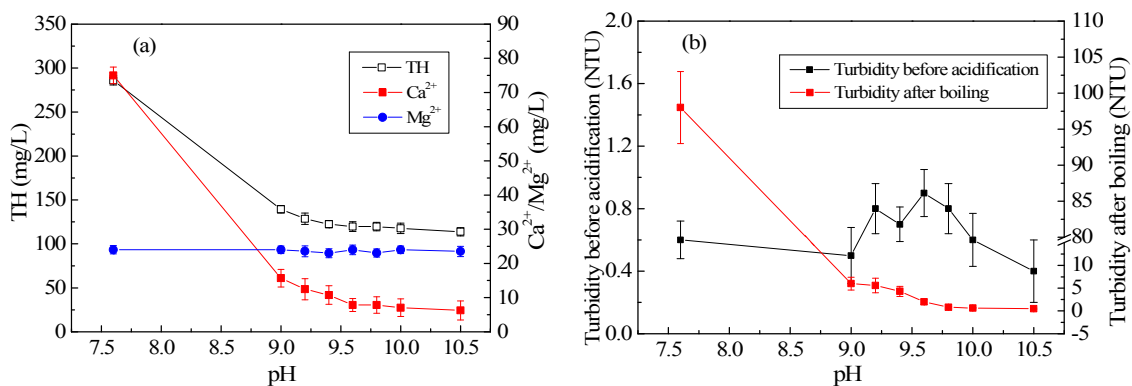 (a)
TH
Ca²⁺
Mg²⁺
TH (mg/L)
350
300
250
200
150
100
50
0
90
80
70
60
50
40
30
20
10
0
Ca²⁺/Mg²⁺ (mg/L)
7.5 8.0 8.5 9.0 9.5 10.0 10.5
pH
(b)
Turbidity before acidification
Turbidity after boiling
Turbidity before acidification (NTU)
2.0
1.6
1.2
0.8
0.4
0.0
110
105
100
95
90
85
80
10
5
0
-5
Turbidity after boiling (NTU)
7.5 8.0 8.5 9.0 9.5 10.0 10.5
pH